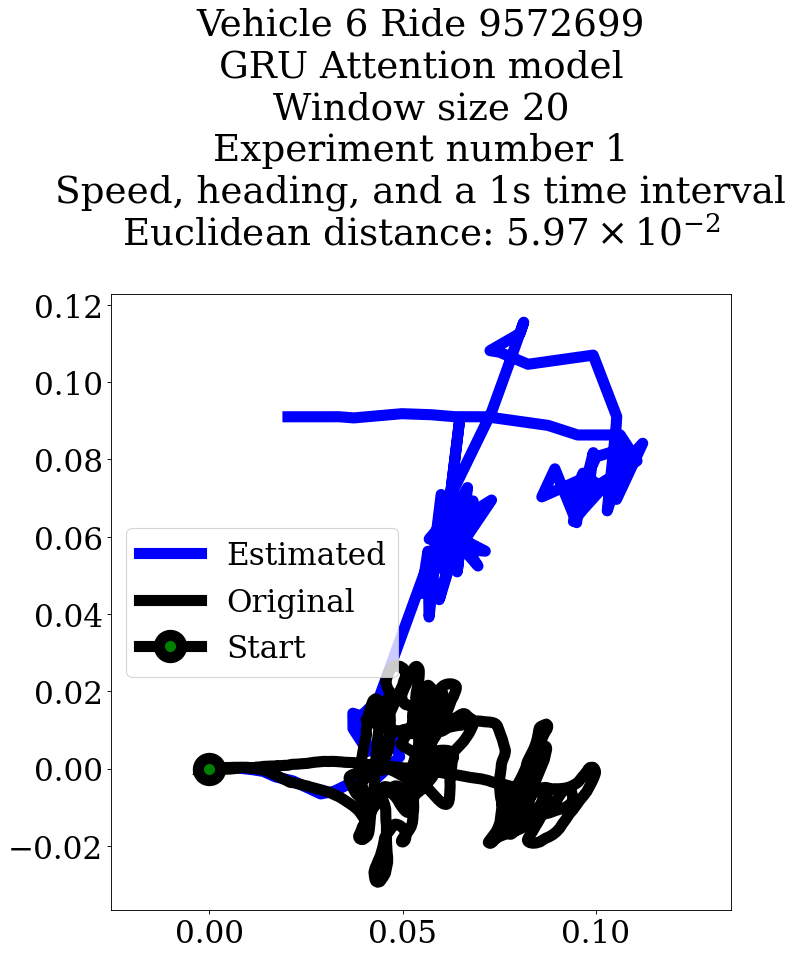 Vehicle 6 Ride 9572699
GRU Attention model
Window size 20
Experiment number 1
Speed, heading, and a 1s time interval
Euclidean distance: 5.97 × 10⁻²
0.12
0.10
0.08
0.06
0.04
0.02
0.00
−0.02
Estimated
Original
Start
0.00 0.05 0.10